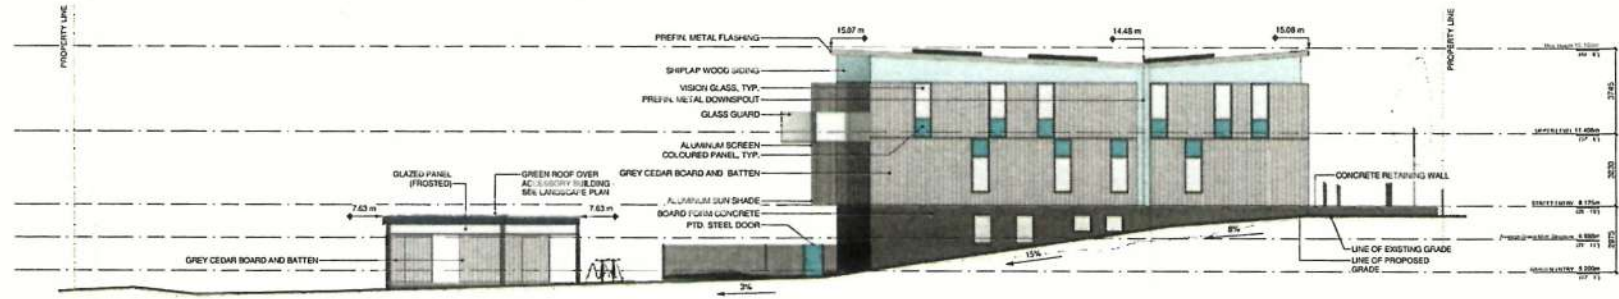 PROPERTY LINE
PREFIN. METAL FLASHING
15.07 m
14.48 m
15.08 m
PROPERTY LINE
SHIPLAP WOOD SIDING
VISION GLASS, TYP.
PREFIN. METAL DOWNSPOUT
GLASS GUARD
3745
ALUMINUM SCREEN
COLOURED PANEL, TYP.
GLAZED PANEL
(FROSTED)
GREEN ROOF OVER
ACCESSORY BUILDING
SEE LANDSCAPE PLAN
GREY CEDAR BOARD AND BATTEN
CONCRETE RETAINING WALL
ALUMINUM SUN SHADE
7.63 m
7.63 m
BOARD FORM CONCRETE
PTD. STEEL DOOR
8%
15%
GREY CEDAR BOARD AND BATTEN
LINE OF EXISTING GRADE
LINE OF PROPOSED
GRADE
3%